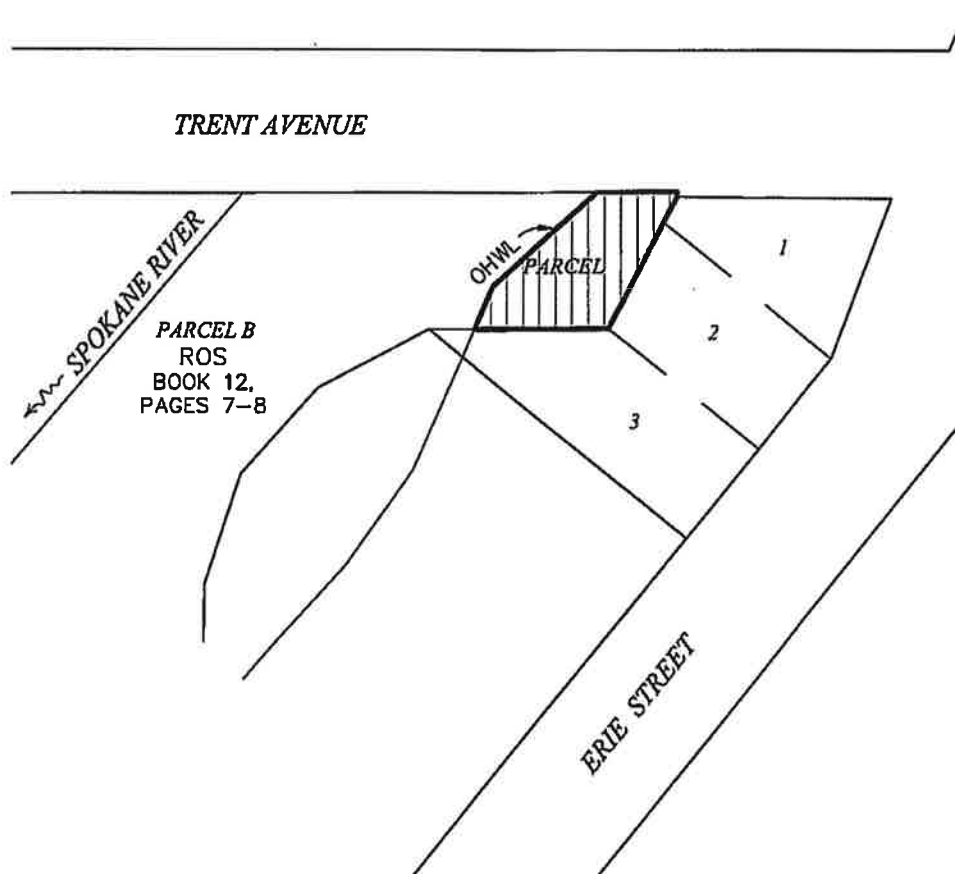 TRENT AVENUE
SPOKANE RIVER
OHWL
PARCEL
1
PARCEL B
ROS
BOOK 12,
PAGES 7-8
2
3
ERIE STREET